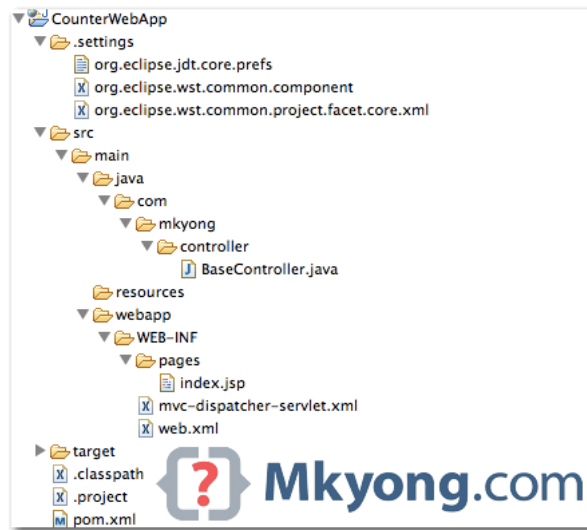 CounterWebApp
.settings
org.eclipse.jdt.core.prefs
org.eclipse.wst.common.component
org.eclipse.wst.common.project.facet.core.xml
src
main
java
com
mkyong
controller
BaseController.java
resources
webapp
WEB-INF
pages
index.jsp
mvc-dispatcher-servlet.xml
web.xml
target
.classpath
.project
pom.xml
{?} Mkyong.com